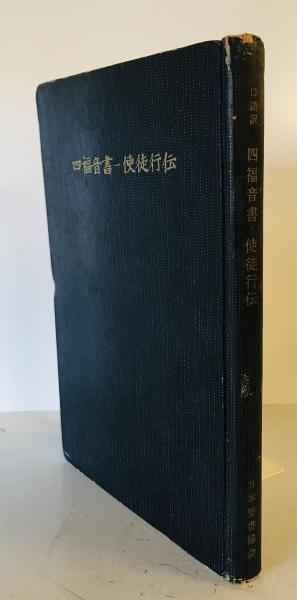 四福音書－使徒行伝
口語訳
四福音書 使徒行伝
日本聖書協会